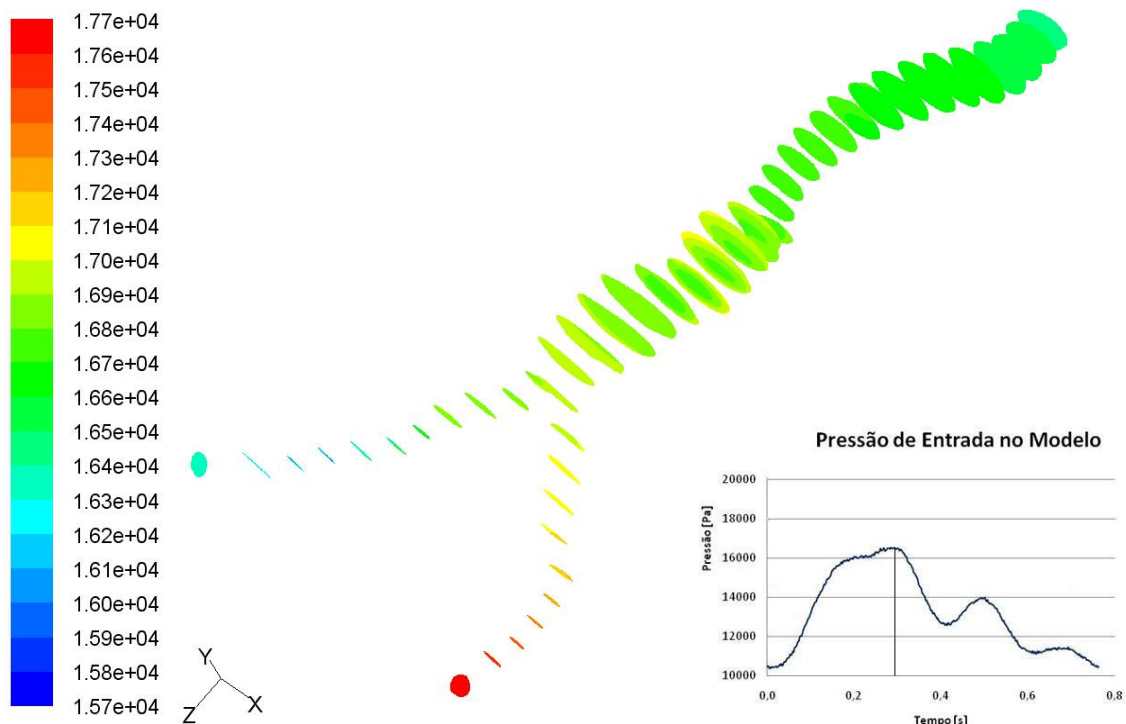 1.77e+04
1.76e+04
1.75e+04
1.74e+04
1.73e+04
1.72e+04
1.71e+04
1.70e+04
1.69e+04
1.68e+04
1.67e+04
1.66e+04
1.65e+04
1.64e+04
1.63e+04
1.62e+04
1.61e+04
1.60e+04
1.59e+04
1.58e+04
1.57e+04
Y
X
Z
Pressão de Entrada no Modelo
Pressão [Pa]
20000
18000
16000
14000
12000
10000
0,0
0,2
0,4
0,6
0,8
Tempo [s]